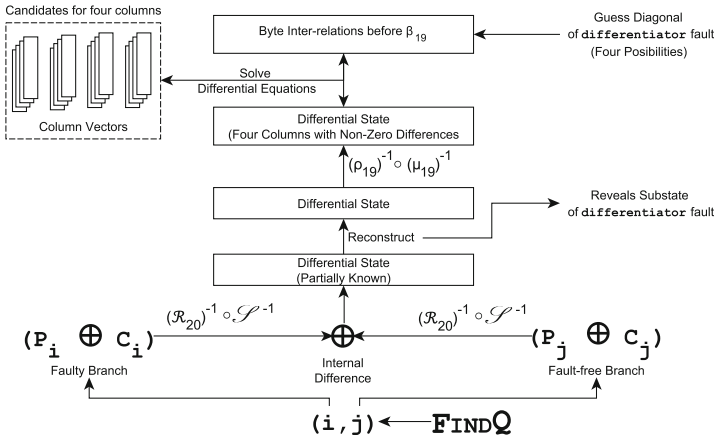 Candidates for four columns
Column Vectors
Byte Inter-relations before β19
Guess Diagonal
of differentiator fault
(Four Posibilities)
Solve
Differential Equations
Differential State
(Four Columns with Non-Zero Differences
(ρ19)-1 ○ (μ19)-1
Differential State
Reveals Substate
of differentiator fault
Reconstruct
Differential State
(Partially Known)
(ℛ20)-1 ○ 𝒮 -1
(ℛ20)-1 ○ 𝒮 -1
(Pi ⊕ Ci)
⊕
(Pj ⊕ Cj)
Faulty Branch
Internal
Difference
Fault-free Branch
(i,j)
FINDQ